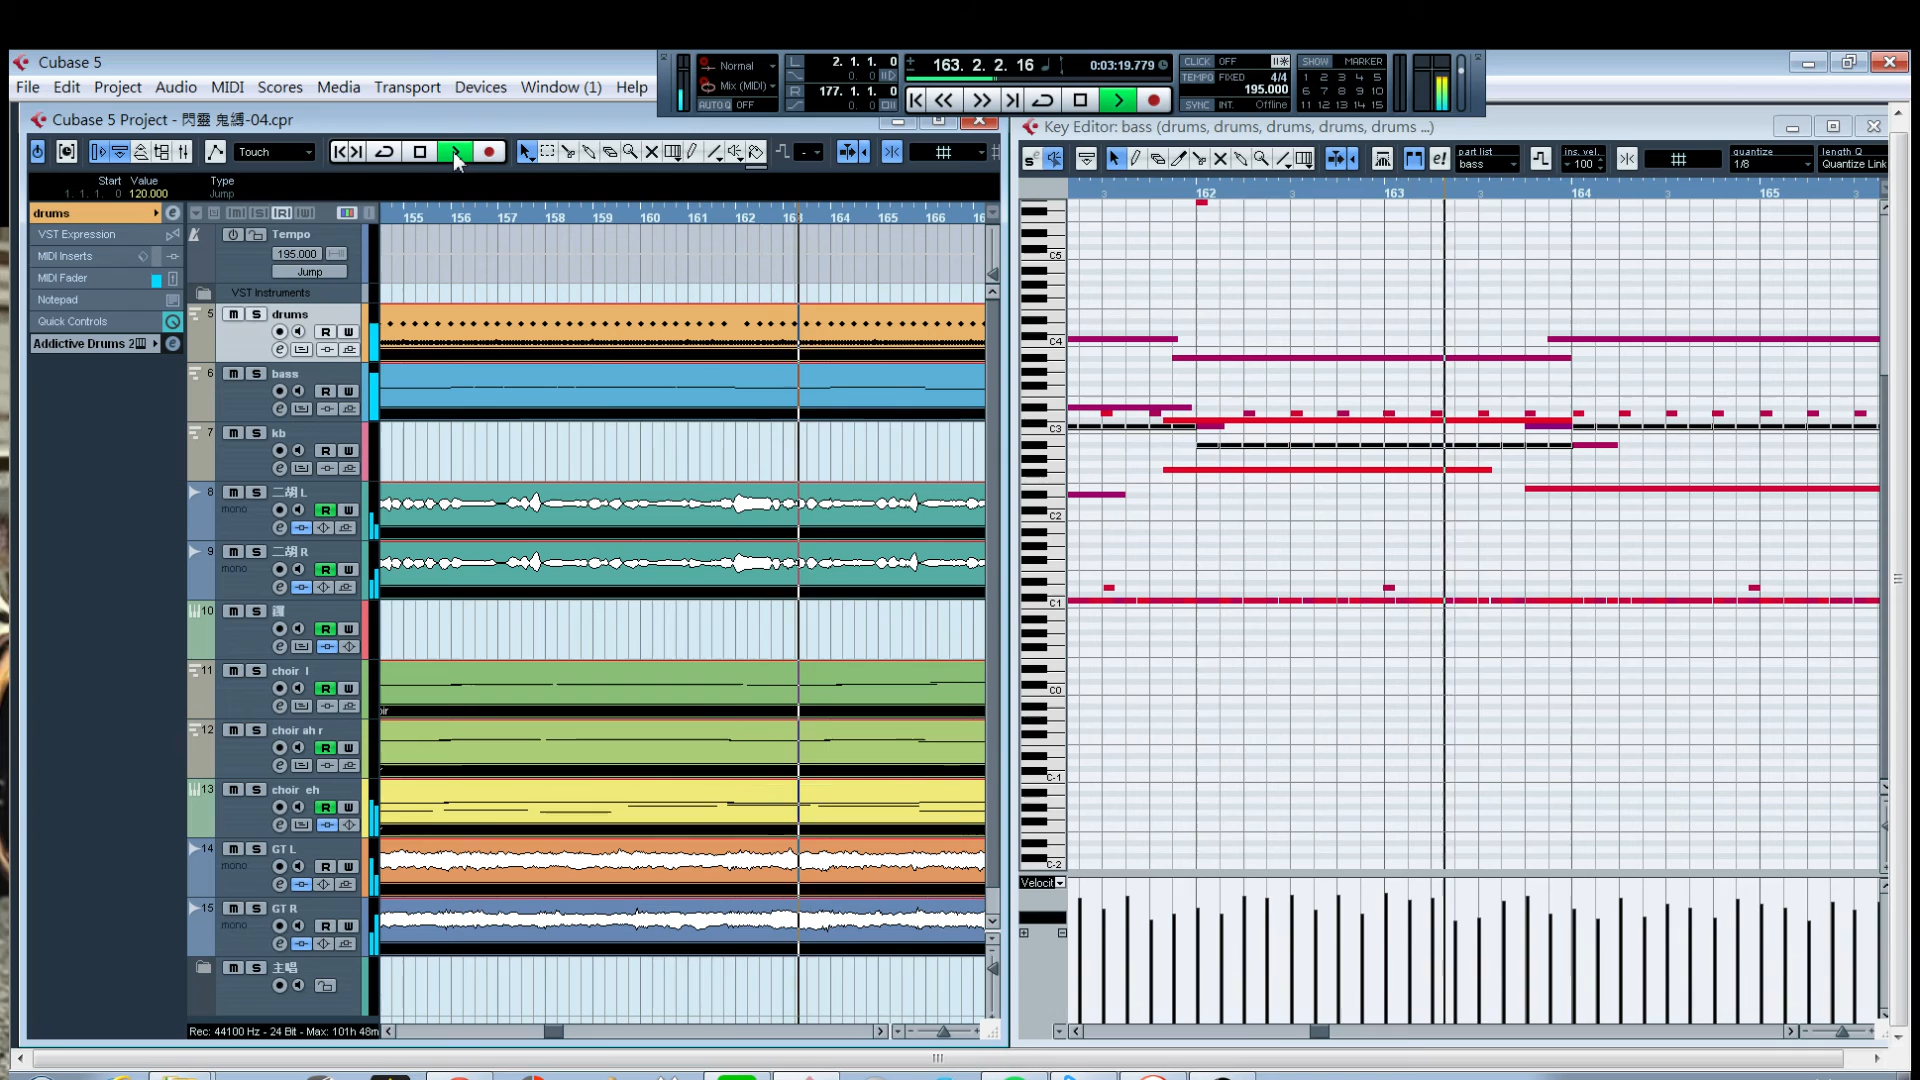 Cubase 5
File Edit Project Audio MIDI Scores Media Transport Devices Window (1) Help
Normal
Mix (MIDI)
AUTO Q OFF
L 2. 1. 1. 0
0. 0
R 177. 1. 1. 0
0. 0
163. 2. 2. 16 0:03:19.779
CLICK OFF
TEMPO FIXED 4/4
195.000
SYNC INT. Offline
SHOW MARKER
1 2 3 4 5
6 7 8 9 10
11 12 13 14 15
Cubase 5 Project - 閃靈 鬼縛-04.cpr
Touch
Start Value Type
1. 1. 1. 0 120.000 Jump
drums
VST Expression
MIDI Inserts
MIDI Fader
Notepad
Quick Controls
Addictive Drums 2
155 156 157 158 159 160 161 162 163 164 165 166
Tempo
195.000
Jump
VST Instruments
5 m S drums
R W
6 m S bass
R W
7 m S kb
R W
8 m S 二胡 L
mono R W
9 m S 二胡 R
mono R W
10 m S
R W
11 m S choir l
R W
12 m S choir ah r
R W
13 m S choir eh
R W
14 m S GT L
mono R W
15 m S GT R
mono R W
m S 主唱
Rec: 44100 Hz - 24 Bit - Max: 101h 48m
Key Editor: bass (drums, drums, drums, drums, drums ...)
part list
bass
ins. vel.
100
quantize
1/8
length Q
Quantize Link
3 162 3 163 3 164 3 165 3
C5
C4
C3
C2
C1
C0
C-1
C-2
Velocit